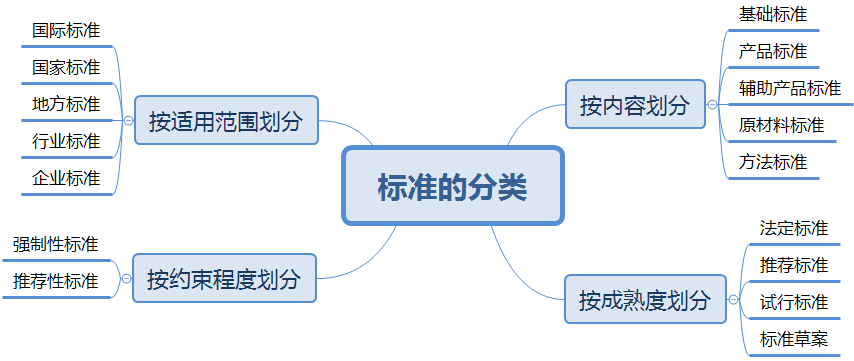 标准的分类
按适用范围划分
国际标准
国家标准
地方标准
行业标准
企业标准
按约束程度划分
强制性标准
推荐性标准
按内容划分
基础标准
产品标准
辅助产品标准
原材料标准
方法标准
按成熟度划分
法定标准
推荐标准
试行标准
标准草案